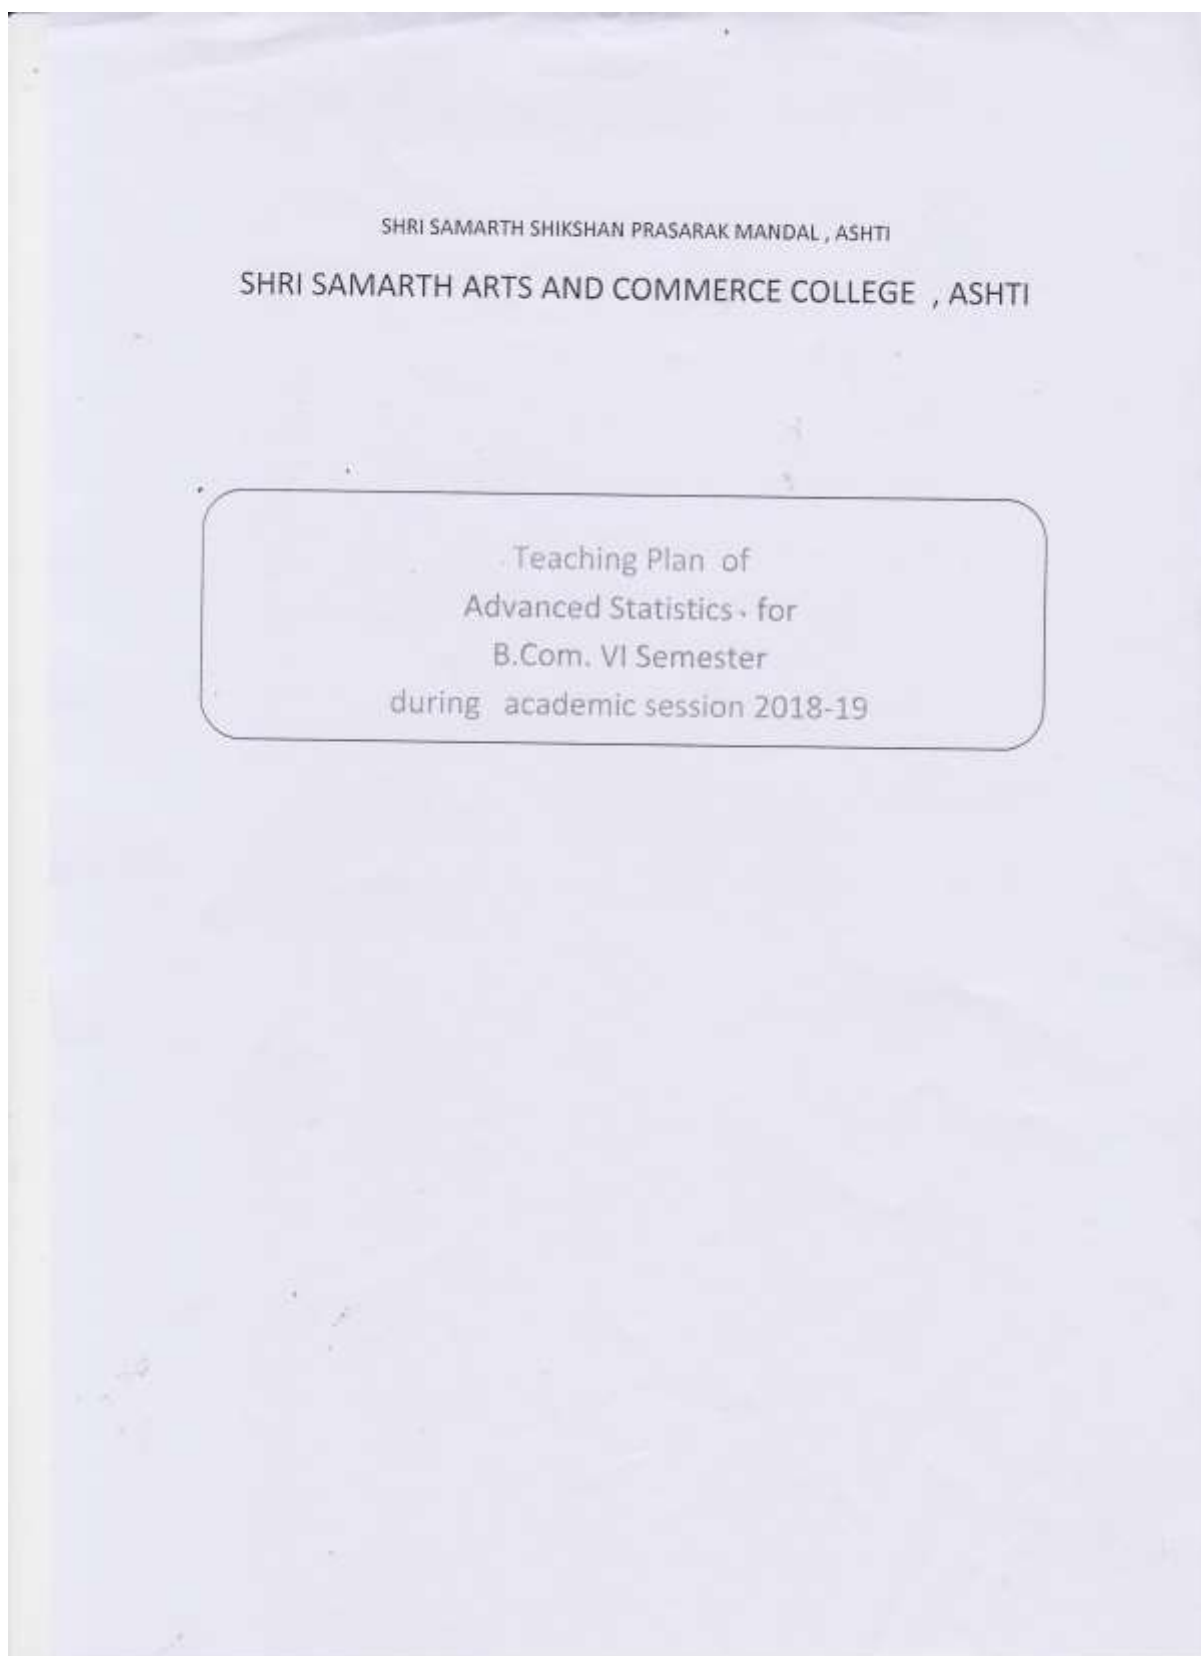 SHRI SAMARTH SHIKSHAN PRASARAK MANDAL , ASHTI
SHRI SAMARTH ARTS AND COMMERCE COLLEGE , ASHTI
Teaching Plan of
Advanced Statistics - for
B.Com. VI Semester
during academic session 2018-19